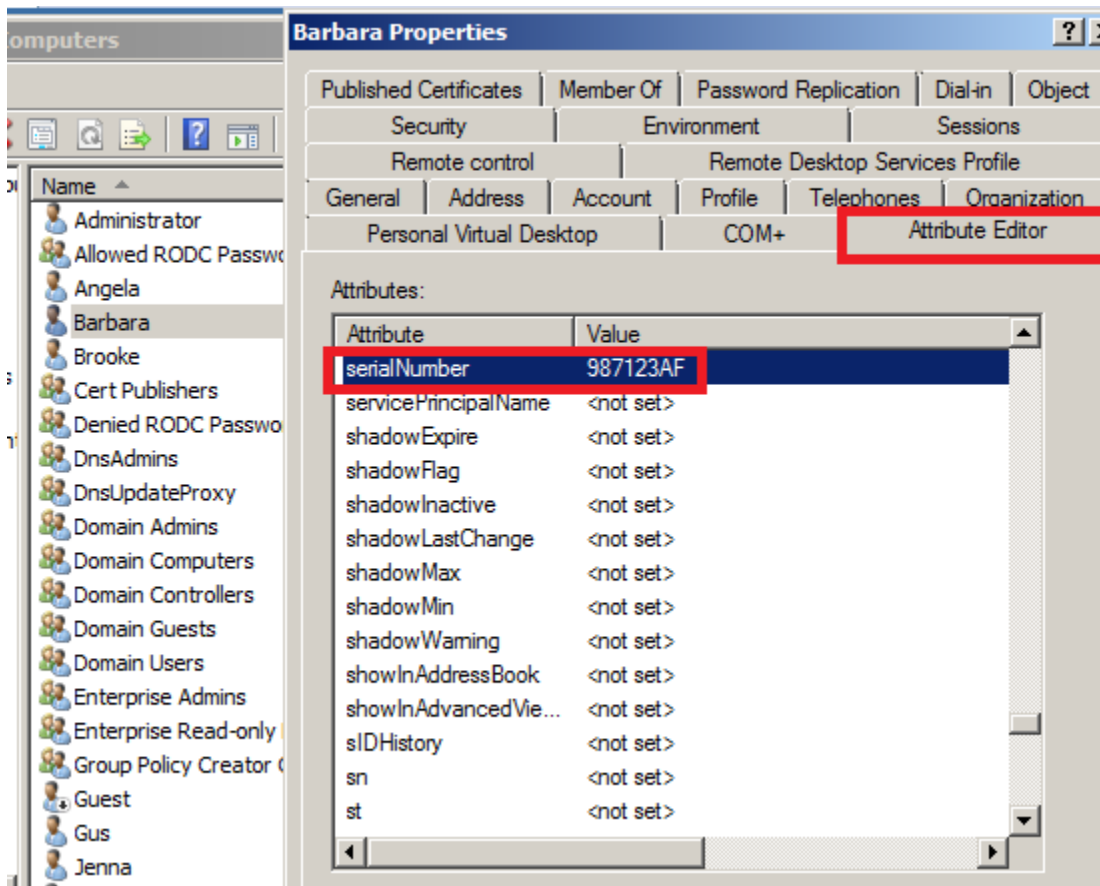 omputers
Name
Administrator
Allowed RODC Passwo
Angela
Barbara
Brooke
Cert Publishers
Denied RODC Passwo
DnsAdmins
DnsUpdateProxy
Domain Admins
Domain Computers
Domain Controllers
Domain Guests
Domain Users
Enterprise Admins
Enterprise Read-only
Group Policy Creator
Guest
Gus
Jenna
Barbara Properties
Published Certificates Member Of Password Replication Dial-in Object
Security Environment Sessions
Remote control Remote Desktop Services Profile
General Address Account Profile Telephones Organization
Personal Virtual Desktop COM+ Attribute Editor
Attributes:
Attribute Value
serialNumber 987123AF
servicePrincipalName <not set>
shadowExpire <not set>
shadowFlag <not set>
shadowInactive <not set>
shadowLastChange <not set>
shadowMax <not set>
shadowMin <not set>
shadowWarning <not set>
showInAddressBook <not set>
showInAdvancedVie... <not set>
sIDHistory <not set>
sn <not set>
st <not set>